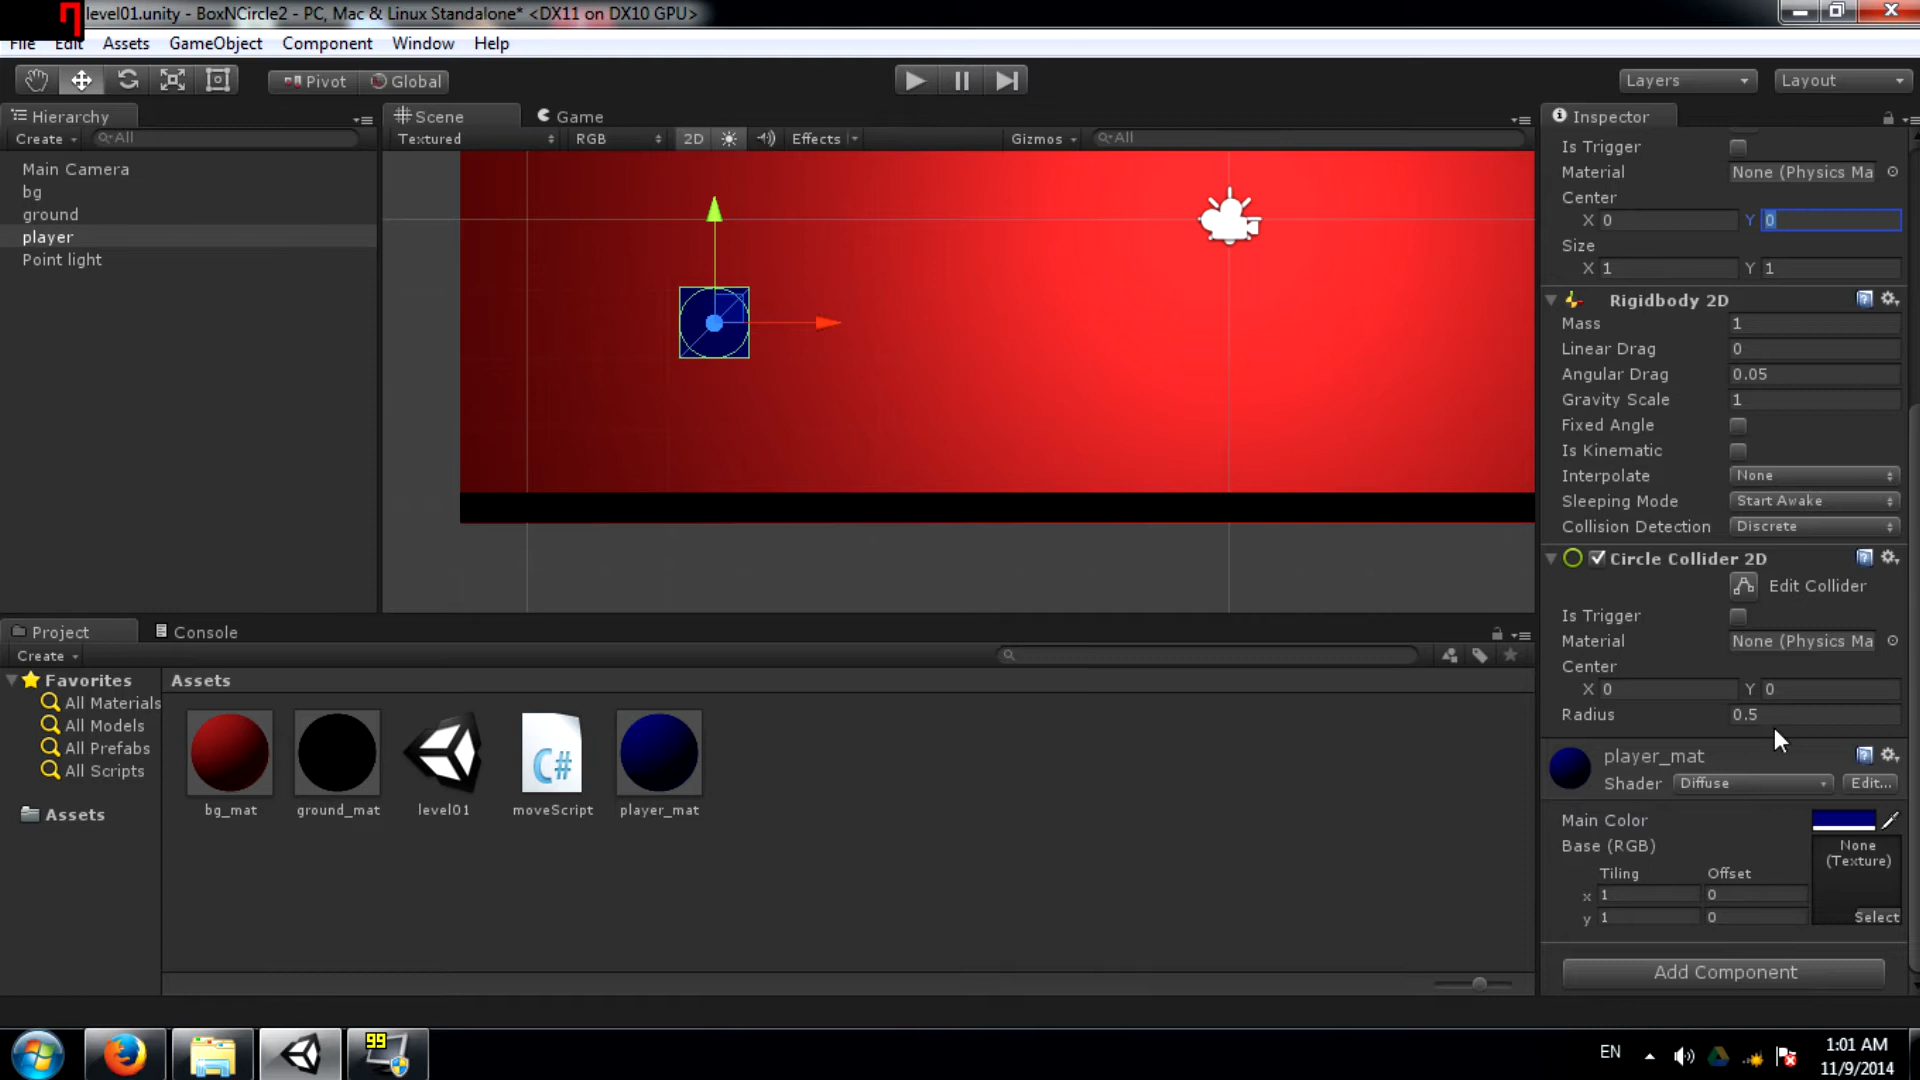 level01.unity - BoxNCircle2 - PC, Mac & Linux Standalone* <DX11 on DX10 GPU>
File Edit Assets GameObject Component Window Help
Pivot Global Layers Layout
Hierarchy
Create All
Main Camera
bg
ground
player
Point light
Scene Game
Textured RGB 2D Effects Gizmos All
Inspector
Is Trigger
Material None (Physics Ma
Center
X 0 Y 0
Size
X 1 Y 1
Rigidbody 2D
Mass 1
Linear Drag 0
Angular Drag 0.05
Gravity Scale 1
Fixed Angle
Is Kinematic
Interpolate None
Sleeping Mode Start Awake
Collision Detection Discrete
Circle Collider 2D
Edit Collider
Is Trigger
Material None (Physics Ma
Center
X 0 Y 0
Radius 0.5
player_mat
Shader Diffuse Edit...
Main Color
Base (RGB) None
(Texture)
Tiling Offset
x 1 0
y 1 0
Select
Add Component
Project Console
Create
Favorites
All Materials
All Models
All Prefabs
All Scripts
Assets
Assets
bg_mat ground_mat level01 moveScript player_mat
C#
99
EN
1:01 AM
11/9/2014